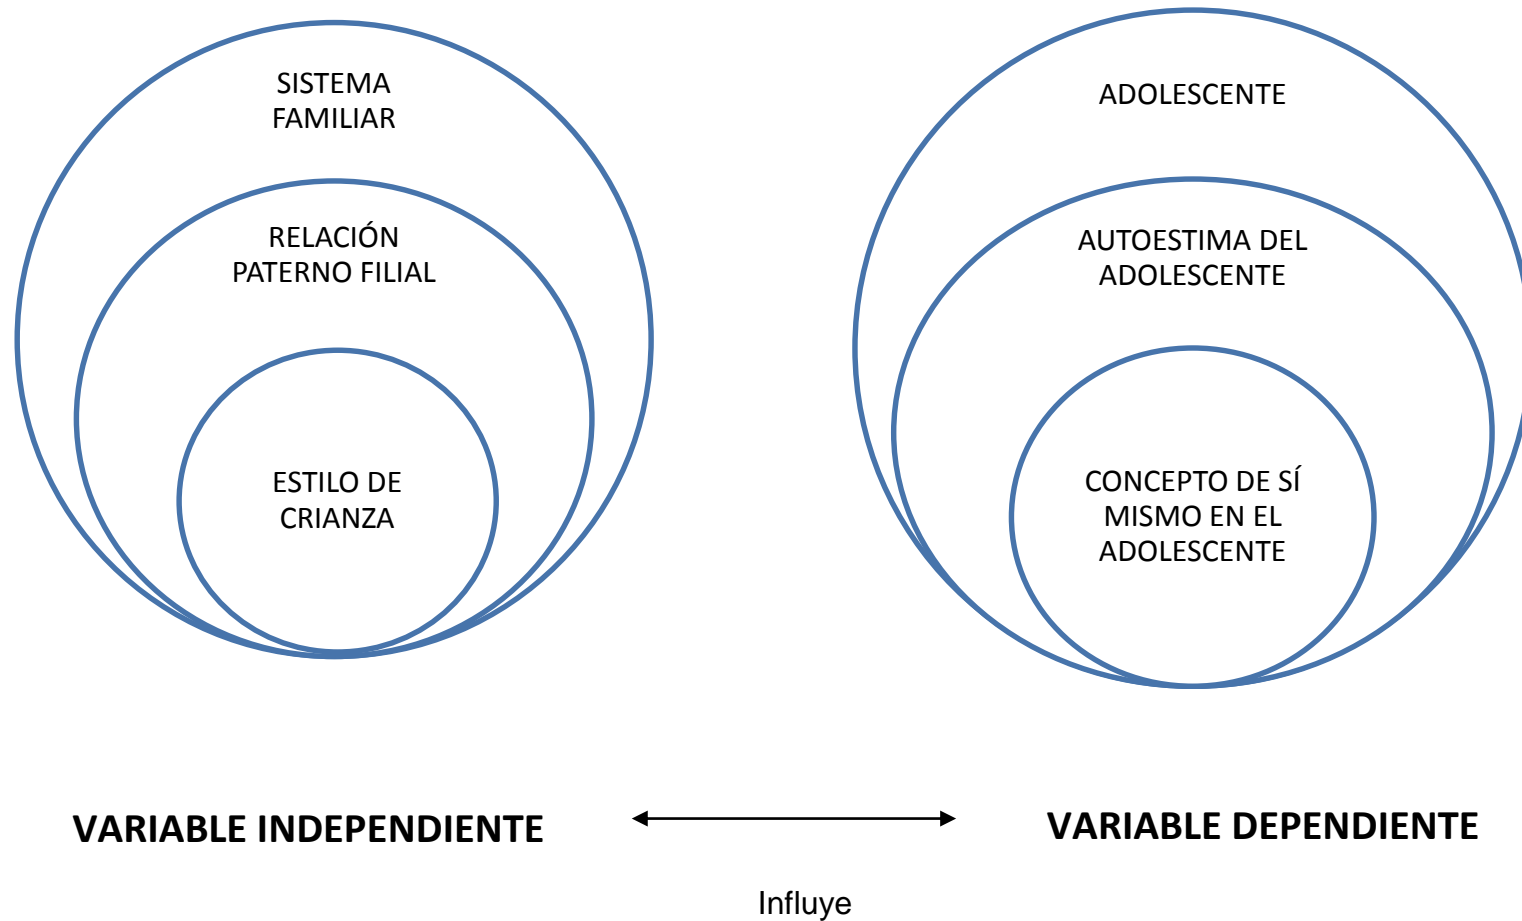 SISTEMA
FAMILIAR
RELACIÓN
PATERNO FILIAL
ESTILO DE
CRIANZA
ADOLESCENTE
AUTOESTIMA DEL
ADOLESCENTE
CONCEPTO DE SÍ
MISMO EN EL
ADOLESCENTE
VARIABLE INDEPENDIENTE
VARIABLE DEPENDIENTE
Influye